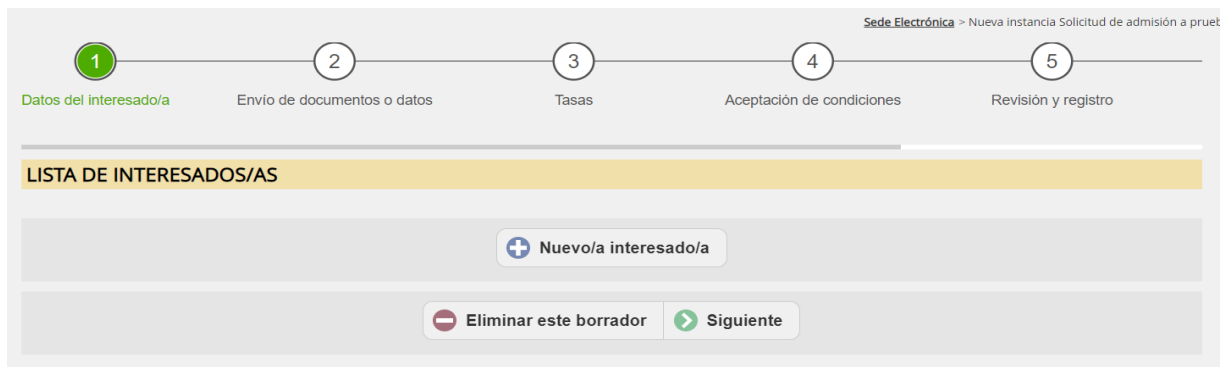 Sede Electrónica > Nueva instancia Solicitud de admisión a prueb
1 2 3 4 5
Datos del interesado/a Envío de documentos o datos Tasas Aceptación de condiciones Revisión y registro
LISTA DE INTERESADOS/AS
Nuevo/a interesado/a
Eliminar este borrador Siguiente